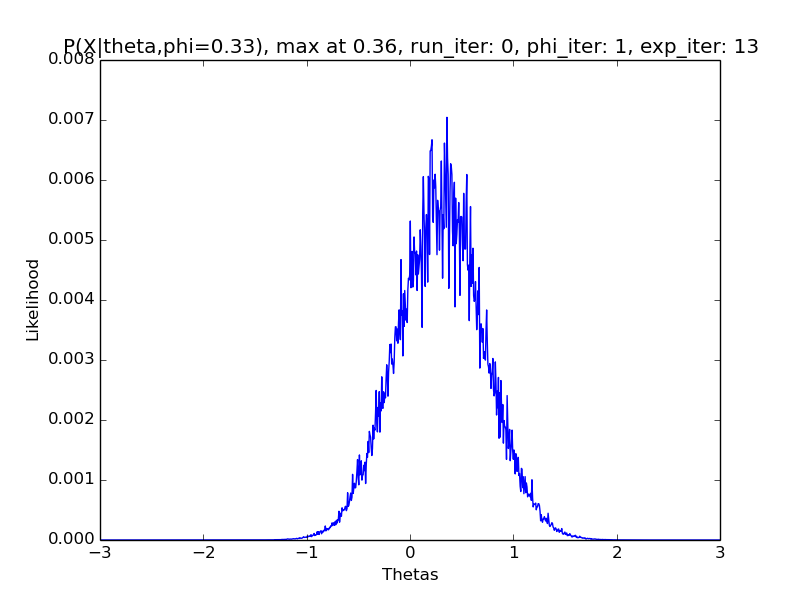 P(X|theta,phi=0.33), max at 0.36, run_iter: 0, phi_iter: 1, exp_iter: 13
0.008
0.007
0.006
0.005
0.004
0.003
0.002
0.001
0.000
Likelihood
−3 −2 −1 0 1 2 3
Thetas